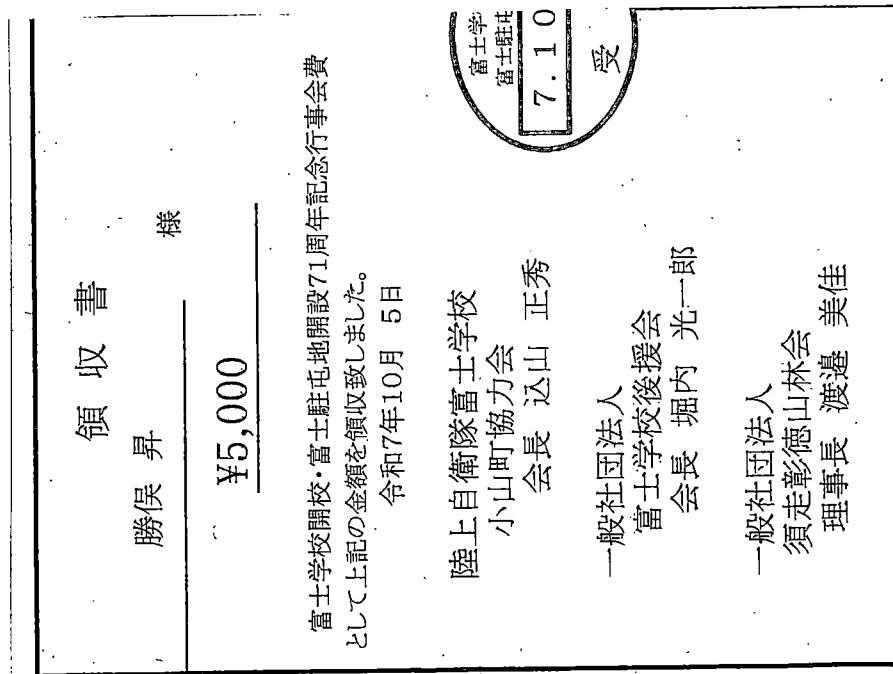 領収書
勝俣 昇 様
¥5,000
富士学校開校・富士駐屯地開設71周年記念行事会費
として上記の金額を領収致しました。
令和7年10月 5日
陸上自衛隊富士学校
小山町協力会
会長 込山 正秀
一般社団法人
富士学校後援会
会長 堀内 光一郎
一般社団法人
須走彰徳山林会
理事長 渡邉 美佳
富士学
富士駐屯
7.10
受